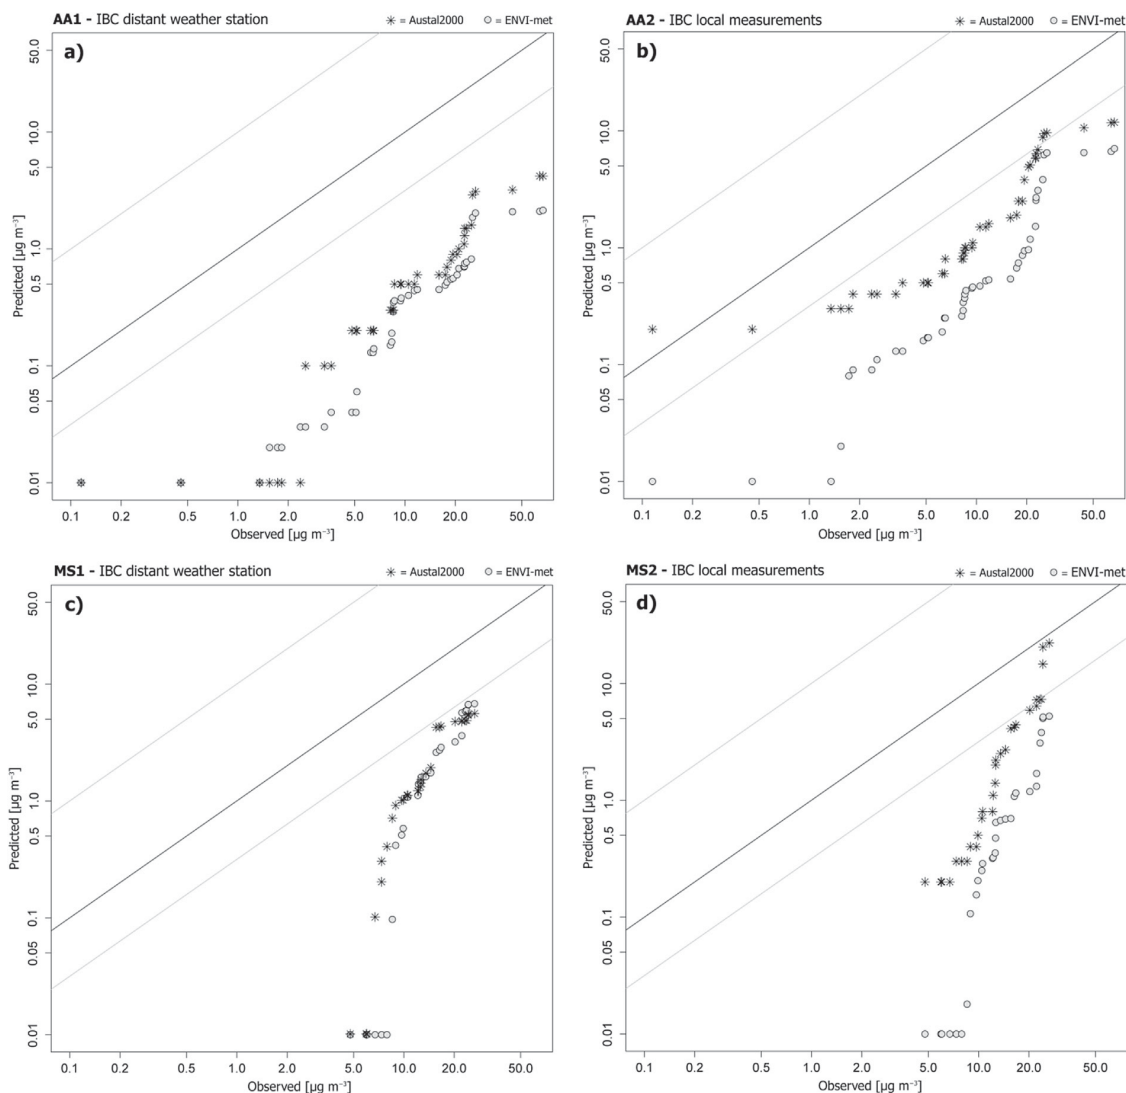 AA1 - IBC distant weather station ✳ = Austal2000 ○ = ENVI-met
a)
Predicted [µg m⁻³]
50.0
10.0
5.0
1.0
0.5
0.1
0.05
0.01
0.1 0.2 0.5 1.0 2.0 5.0 10.0 20.0 50.0
Observed [µg m⁻³]
AA2 - IBC local measurements ✳ = Austal2000 ○ = ENVI-met
b)
Predicted [µg m⁻³]
50.0
10.0
5.0
1.0
0.5
0.1
0.05
0.01
0.1 0.2 0.5 1.0 2.0 5.0 10.0 20.0 50.0
Observed [µg m⁻³]
MS1 - IBC distant weather station ✳ = Austal2000 ○ = ENVI-met
c)
Predicted [µg m⁻³]
50.0
10.0
5.0
1.0
0.5
0.1
0.05
0.01
0.1 0.2 0.5 1.0 2.0 5.0 10.0 20.0 50.0
Observed [µg m⁻³]
MS2 - IBC local measurements ✳ = Austal2000 ○ = ENVI-met
d)
Predicted [µg m⁻³]
50.0
10.0
5.0
1.0
0.5
0.1
0.05
0.01
0.1 0.2 0.5 1.0 2.0 5.0 10.0 20.0 50.0
Observed [µg m⁻³]